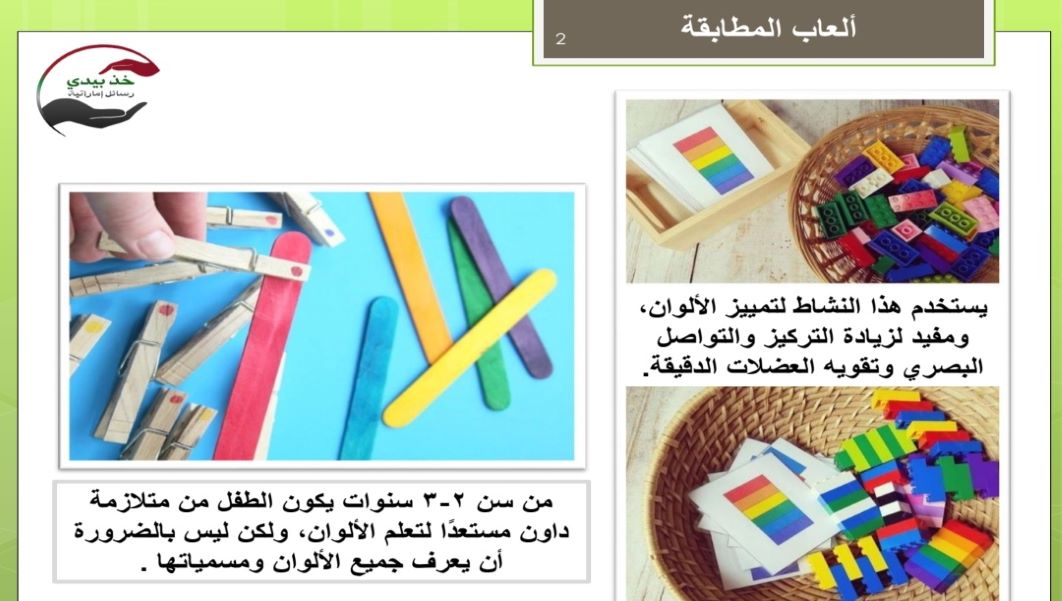 ألعاب المطابقة
2
خذ بيدي
رسائل إماراتية
يستخدم هذا النشاط لتمييز الألوان،
ومفيد لزيادة التركيز والتواصل
البصري وتقويه العضلات الدقيقة.
من سن ٢-٣ سنوات يكون الطفل من متلازمة
داون مستعدًا لتعلم الألوان، ولكن ليس بالضرورة
أن يعرف جميع الألوان ومسمياتها .